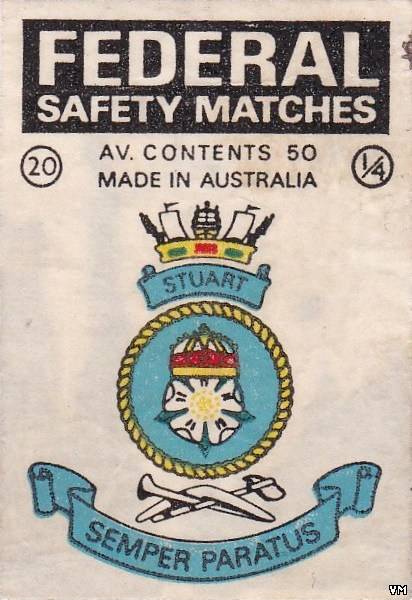 FEDERAL
SAFETY MATCHES
20
AV. CONTENTS 50
MADE IN AUSTRALIA
1/4
STUART
SEMPER PARATUS
VM